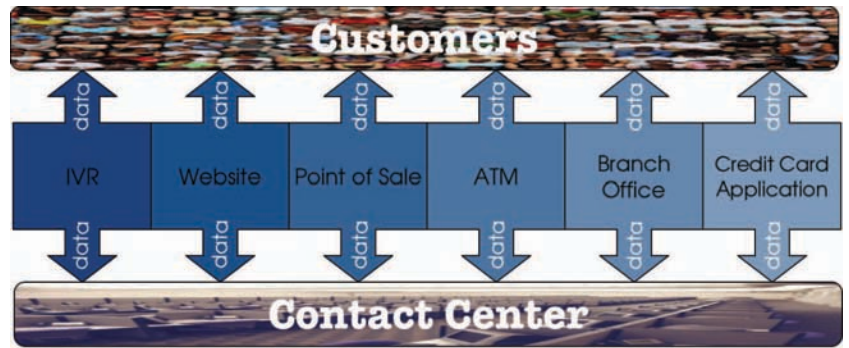 Customers
data data data data data data
IVR Website Point of Sale ATM Branch Office Credit Card Application
data data data data data data
Contact Center